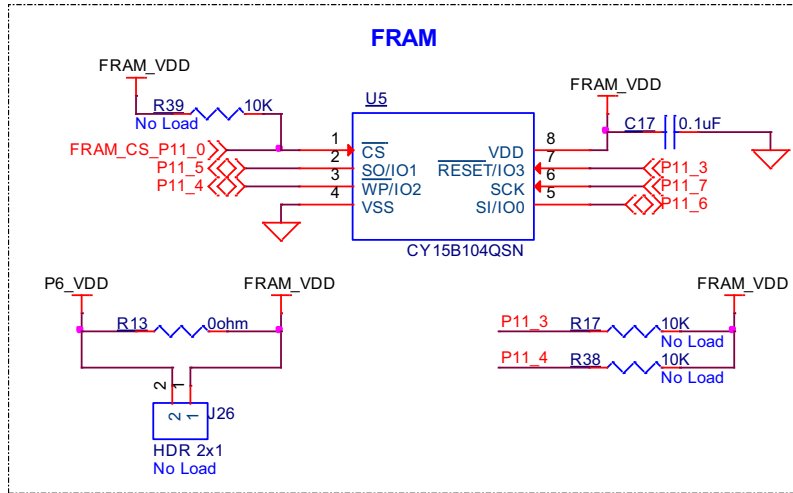 FRAM
FRAM_VDD
R39 10K
No Load
U5
FRAM_VDD
C17 0.1uF
FRAM_CS_P11_0 1 CS VDD 8
P11_5 2 SO/IO1 RESET/IO3 7 P11_3
P11_4 3 WP/IO2 SCK 6 P11_7
4 VSS SI/IO0 5 P11_6
CY15B104QSN
P6_VDD FRAM_VDD
R13 0ohm
2 1
2 1 J26
HDR 2x1
No Load
FRAM_VDD
P11_3 R17 10K
No Load
P11_4 R38 10K
No Load